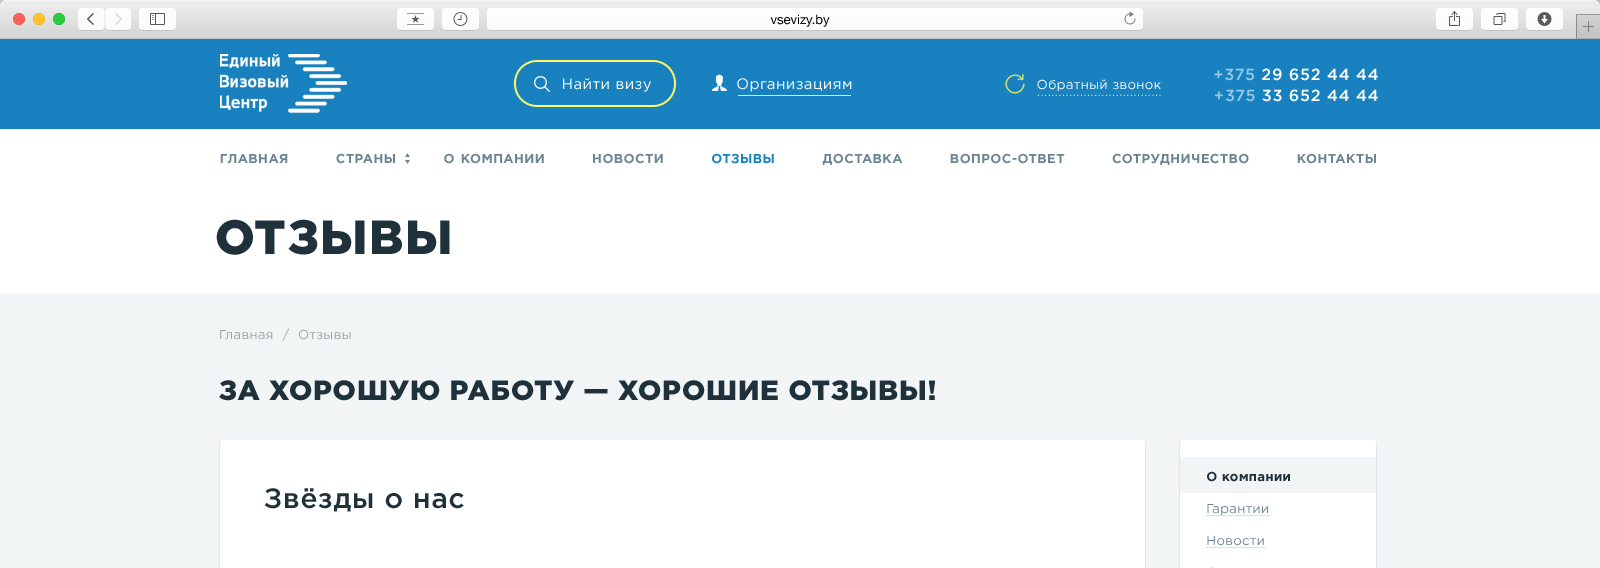 vsevizy.by
Единый
Визовый
Центр
Найти визу
Организациям
Обратный звонок
+375 29 652 44 44
+375 33 652 44 44
ГЛАВНАЯ СТРАНЫ О КОМПАНИИ НОВОСТИ ОТЗЫВЫ ДОСТАВКА ВОПРОС-ОТВЕТ СОТРУДНИЧЕСТВО КОНТАКТЫ
ОТЗЫВЫ
Главная / Отзывы
ЗА ХОРОШУЮ РАБОТУ — ХОРОШИЕ ОТЗЫВЫ!
Звёзды о нас
О компании
Гарантии
Новости